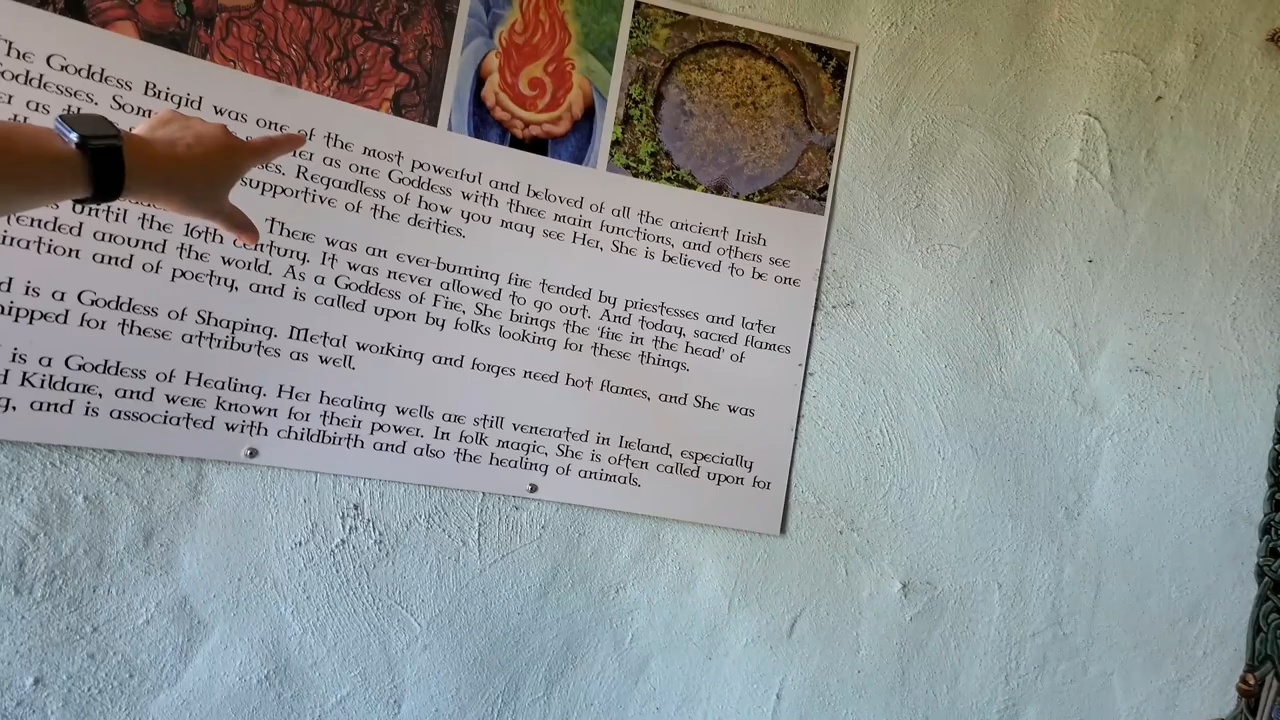 The Goddess Brigid was one of the most powerful and beloved of all the ancient Irish
Goddesses. Som as one Goddess with three main functions, and others see
er as Regardless of how you may see Her, She is believed to be one
supportive of the deities.
There was an ever-burning fire tended by priestesses and later
until the 16th century. It was never allowed to go out. And today, sacred flames
tended around the world. As a Goddess of Fire, She brings the 'fire in the head' of
iration and of poetry, and is called upon by folks looking for these things.
d is a Goddess of Shaping. Metal working and forges need hot flames, and She was
hipped for these attributes as well.
is a Goddess of Healing. Her healing wells are still venerated in Ireland, especially
d Kildare, and were known for their power. In folk magic, She is often called upon for
g, and is associated with childbirth and also the healing of animals.